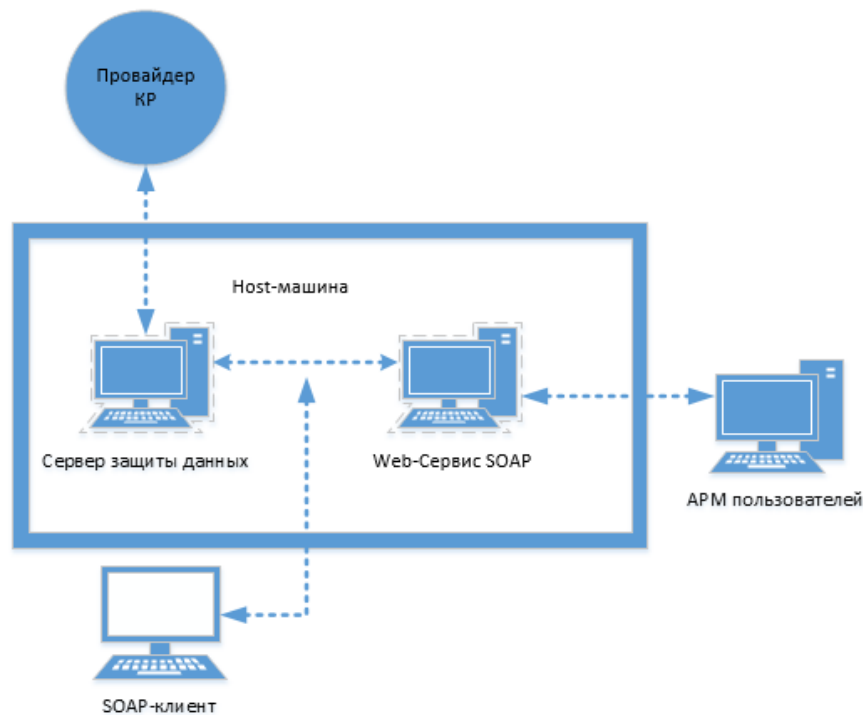 Провайдер
КР
Host-машина
Сервер защиты данных
Web-Сервис SOAP
АРМ пользователей
SOAP-клиент